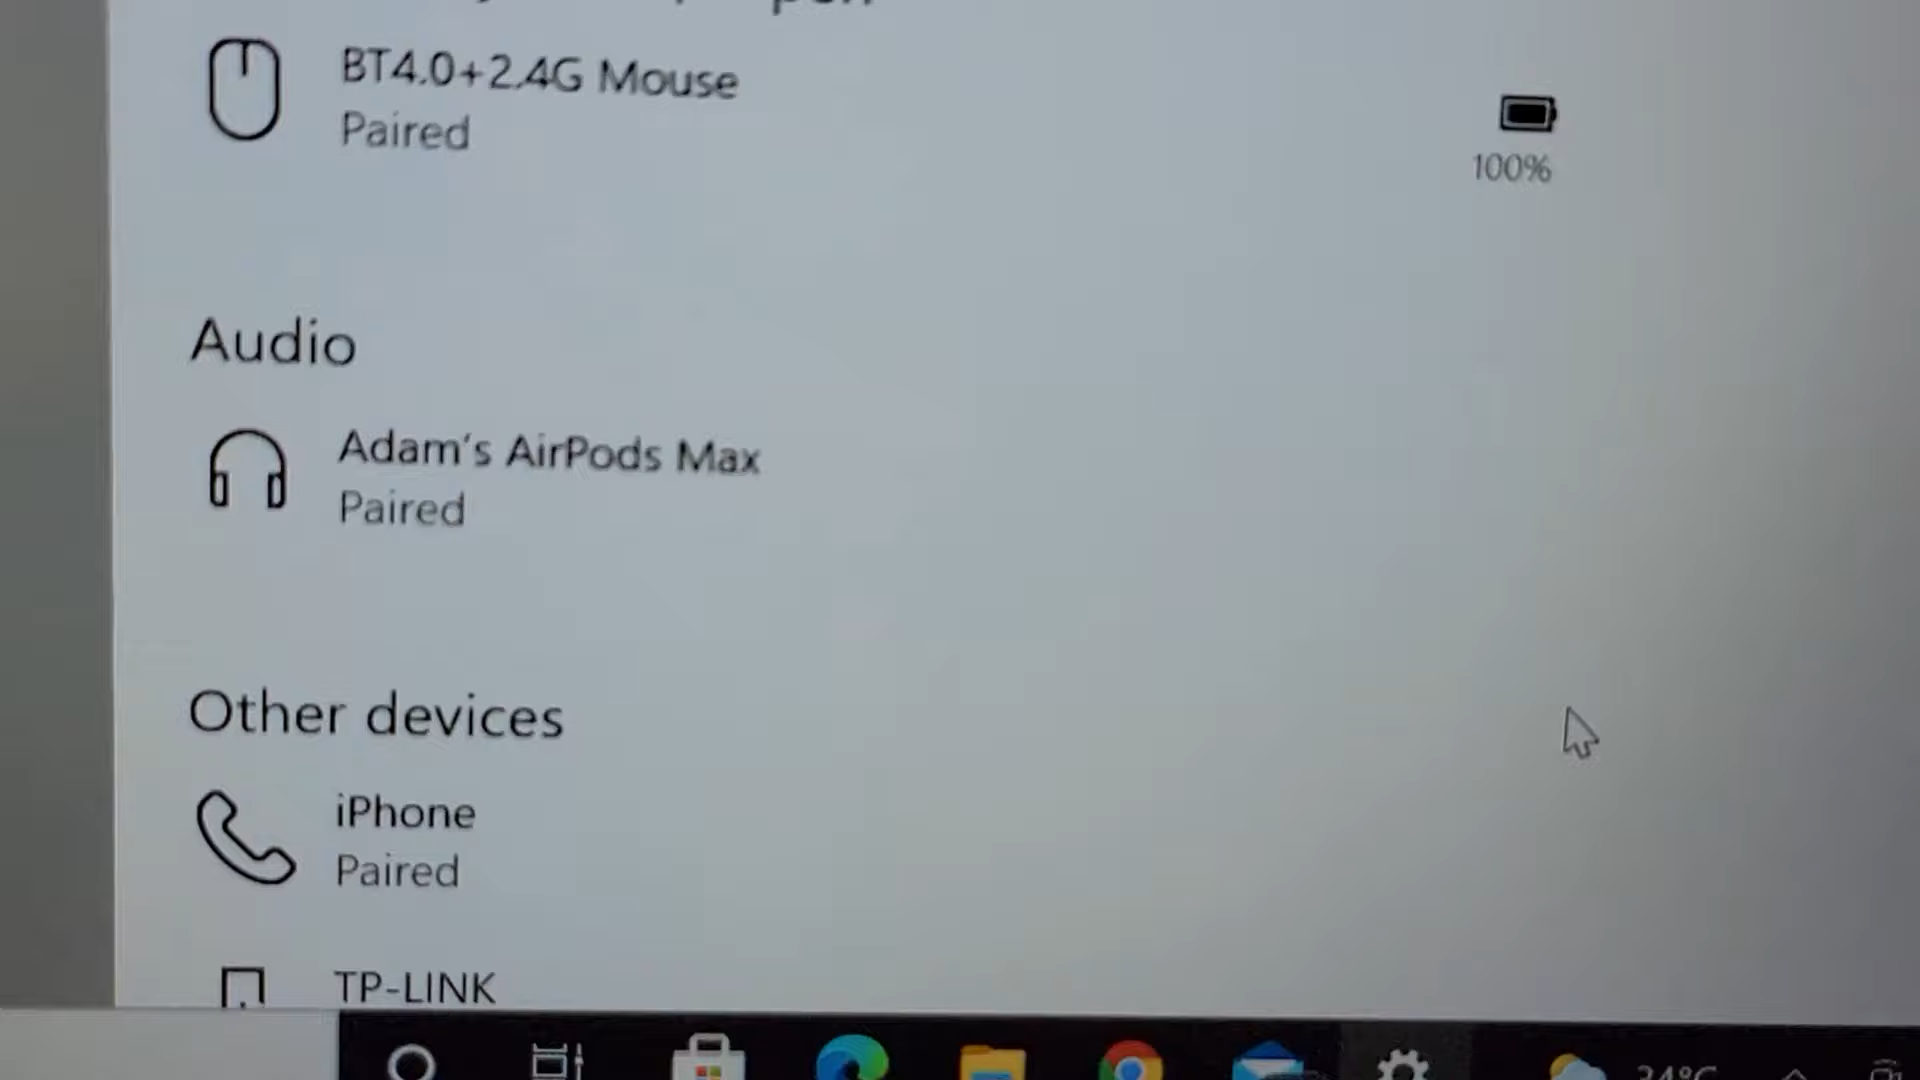 BT4.0+2.4G Mouse
Paired
100%
Audio
Adam's AirPods Max
Paired
Other devices
iPhone
Paired
TP-LINK